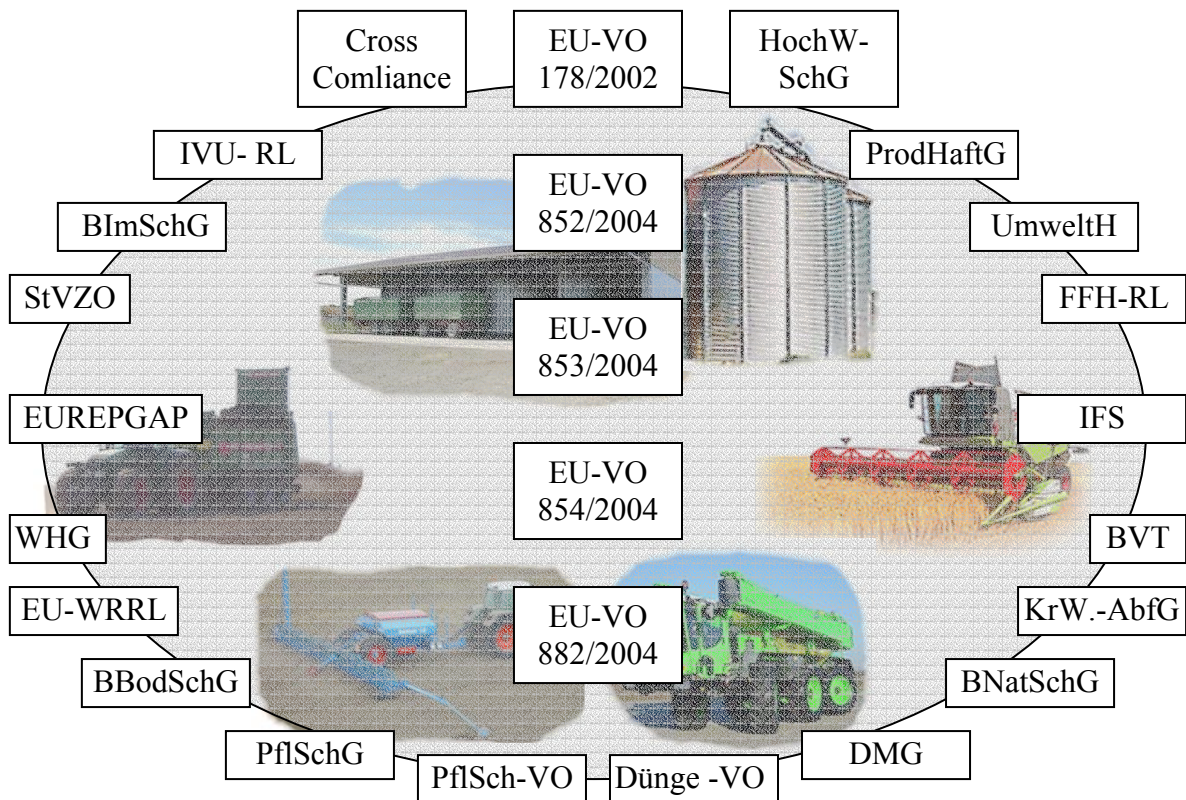 Cross
Comliance
EU-VO
178/2002
HochW-
SchG
IVU- RL
EU-VO
852/2004
ProdHaftG
BImSchG
UmweltH
StVZO
EU-VO
853/2004
FFH-RL
EUREPGAP
IFS
EU-VO
854/2004
WHG
BVT
EU-WRRL
EU-VO
882/2004
KrW.-AbfG
BBodSchG
BNatSchG
PflSchG
DMG
PflSch-VO
Dünge -VO